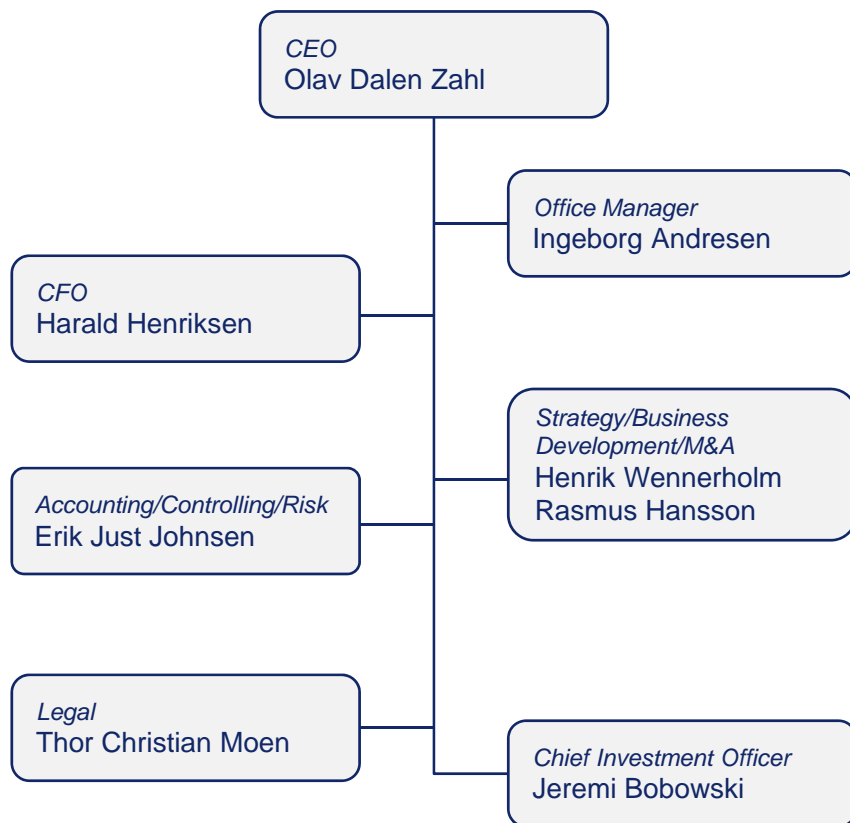 CEO
Olav Dalen Zahl
Office Manager
Ingeborg Andresen
CFO
Harald Henriksen
Strategy/Business
Development/M&A
Henrik Wennerholm
Rasmus Hansson
Accounting/Controlling/Risk
Erik Just Johnsen
Legal
Thor Christian Moen
Chief Investment Officer
Jeremi Bobowski